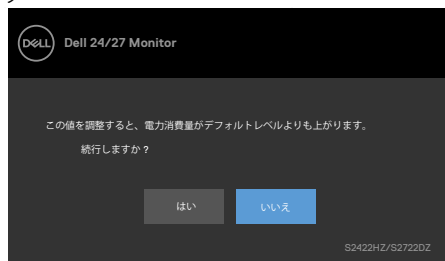 DELL
Dell 24/27 Monitor
この値を調整すると、電力消費量がデフォルトレベルよりも上がります。
続行しますか?
はい
いいえ
S2422HZ/S2722DZ